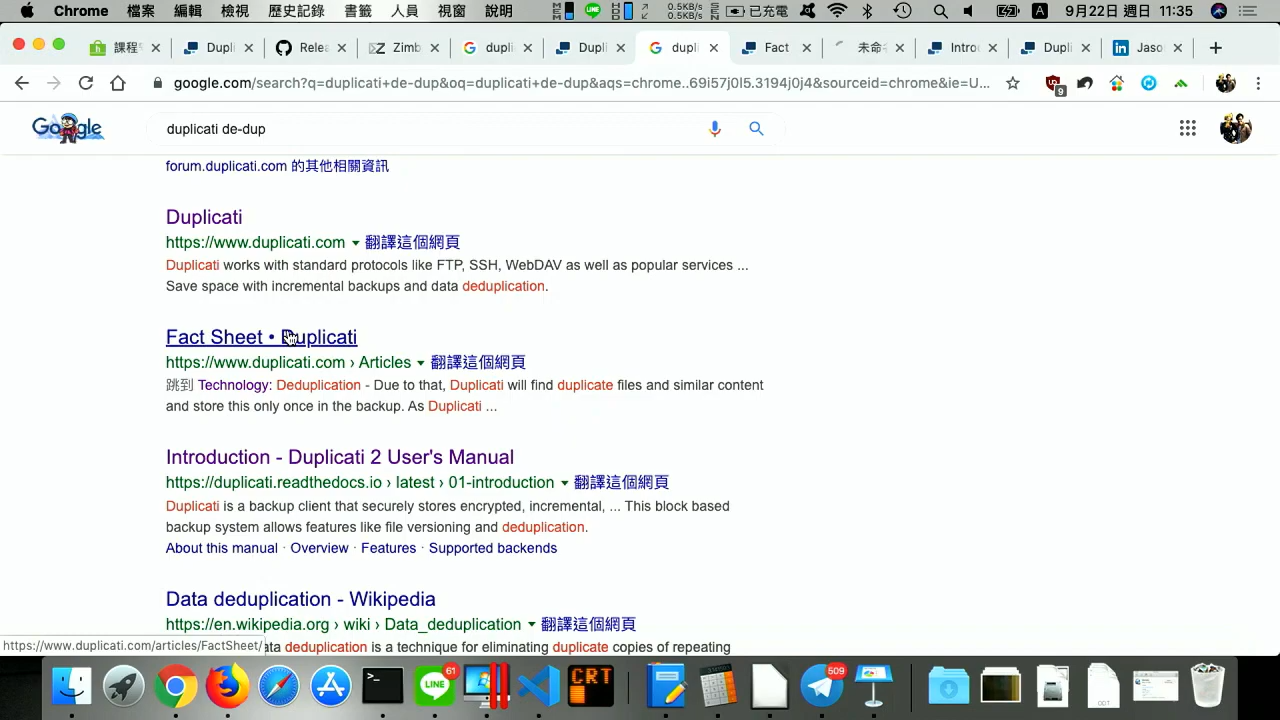 Chrome 檔案 編輯 檢視 歷史記錄 書籤 人員 視窗 說明 0.5KB/s 0.5KB/s 已充電 A 9月22日 週日 11:35
課程 Dupl Relea Zimb dupli Dupli dupli Fact 未命名 Introd Dupli Jaso
google.com/search?q=duplicati+de-dup&oq=duplicati+de-dup&aqs=chrome..69i57j0l5.3194j0j4&sourceid=chrome&ie=U... 9
Google duplicati de-dup
forum.duplicati.com 的其他相關資訊
Duplicati
https://www.duplicati.com 翻譯這個網頁
Duplicati works with standard protocols like FTP, SSH, WebDAV as well as popular services ...
Save space with incremental backups and data deduplication.
Fact Sheet • Duplicati
https://www.duplicati.com › Articles 翻譯這個網頁
跳到 Technology: Deduplication - Due to that, Duplicati will find duplicate files and similar content
and store this only once in the backup. As Duplicati ...
Introduction - Duplicati 2 User's Manual
https://duplicati.readthedocs.io › latest › 01-introduction 翻譯這個網頁
Duplicati is a backup client that securely stores encrypted, incremental, ... This block based
backup system allows features like file versioning and deduplication.
About this manual · Overview · Features · Supported backends
Data deduplication - Wikipedia
https://en.wikipedia.org › wiki › Data_deduplication 翻譯這個網頁
https://www.duplicati.com/articles/FactSheet/ ata deduplication is a technique for eliminating duplicate copies of repeating
LINE 61 CRT 509